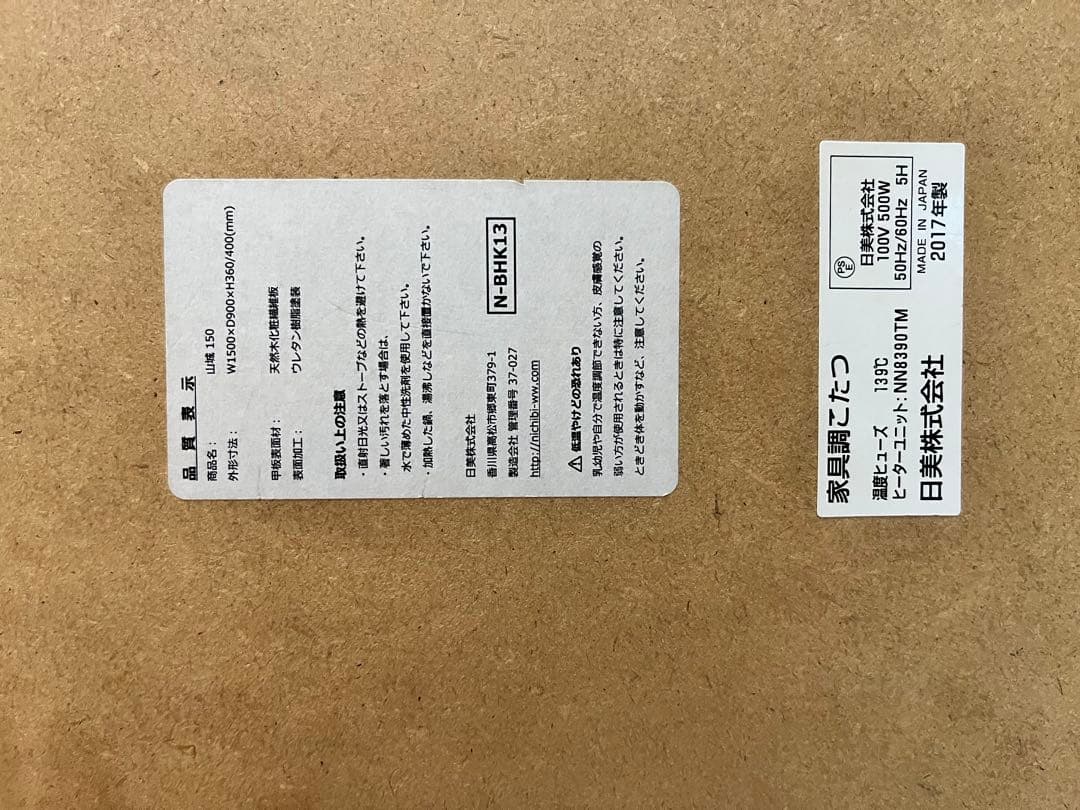 品質表示
商品名： 山城 150
外形寸法： W1500×D900×H360/400(mm)
甲板表面材： 天然木化粧繊維板
表面加工： ウレタン樹脂塗装
取扱い上の注意
・直射日光又はストーブなどの熱を避けて下さい。
・著しい汚れを落とす場合は、
水で薄めた中性洗剤を使用して下さい。
・加熱した鍋、湯沸しなどを直接置かないで下さい。
日美株式会社
香川県高松市郷東町379-1
製造会社 管理番号 37-027
http://nichibi-ww.com
N-BHK13
⚠ 低温やけどの恐れあり
乳幼児や自分で温度調節できない方、皮膚感覚の
弱い方が使用されるときは特に注意してください。
ときどき体を動かすなど、注意してください。
家具調こたつ
温度ヒューズ 139℃
ヒーターユニット: NN8390TM
日美株式会社
PS
E
日美株式会社
100V 500W
50Hz/60Hz 5H
MADE IN JAPAN
2017年製